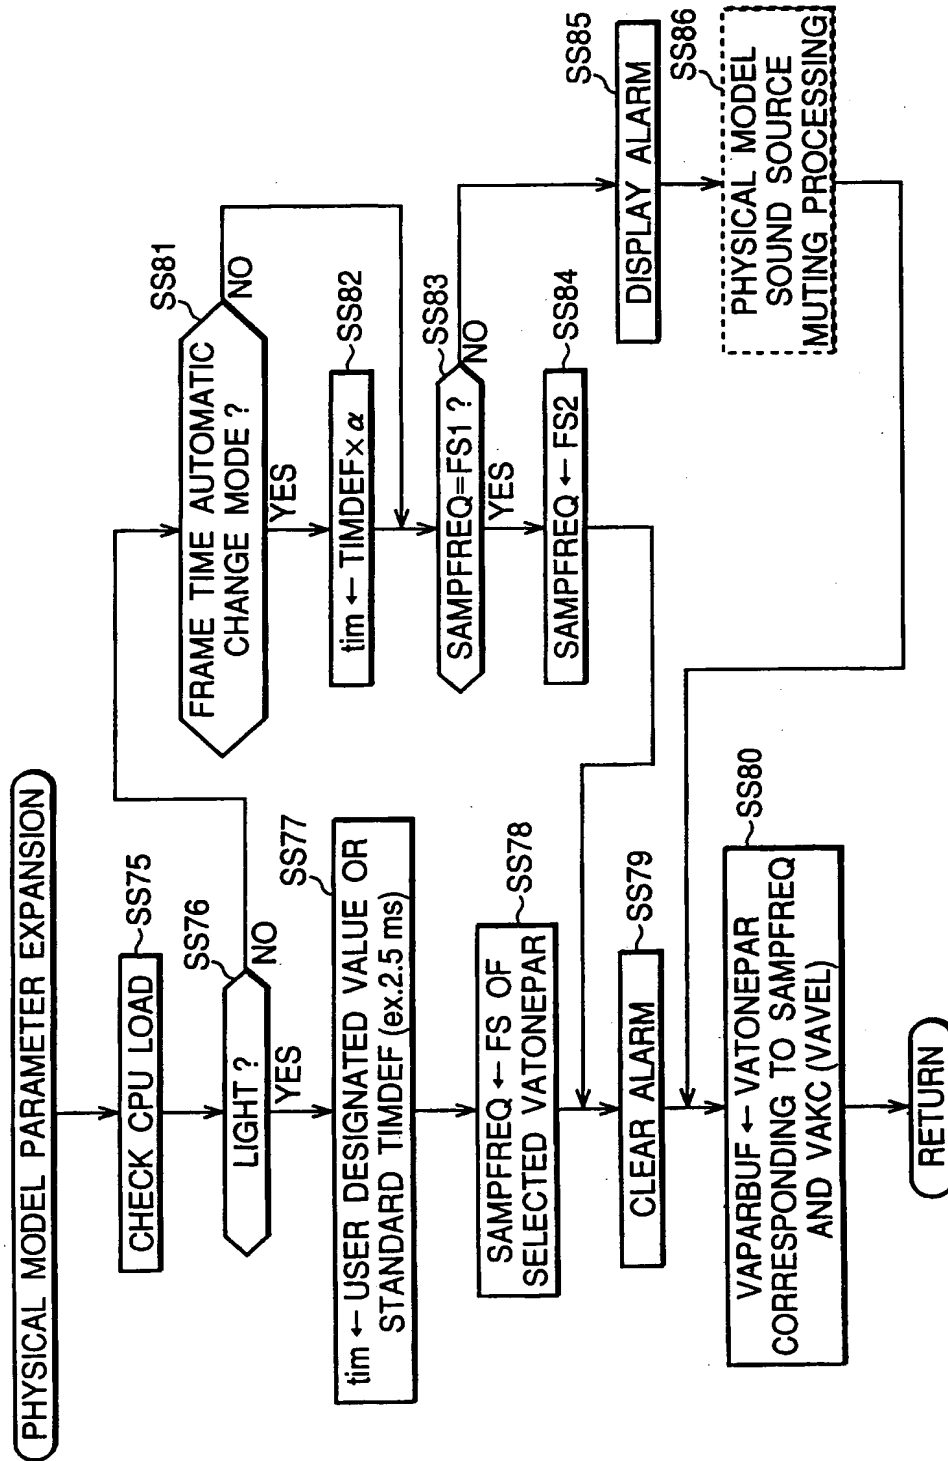 PHYSICAL MODEL PARAMETER EXPANSION
SS75
CHECK CPU LOAD
SS76
LIGHT ?
NO
YES
SS77
tim ← USER DESIGNATED VALUE OR
STANDARD TIMDEF (ex.2.5 ms)
SS78
SAMPFREQ ← FS OF
SELECTED VATONEPAR
SS79
CLEAR ALARM
SS80
VAPARBUF ← VATONEPAR
CORRESPONDING TO SAMPFREQ
AND VAKC (VAVEL)
RETURN
SS81
FRAME TIME AUTOMATIC
CHANGE MODE ?
NO
YES
SS82
tim ← TIMDEF×α
SS83
SAMPFREQ=FS1 ?
NO
YES
SS84
SAMPFREQ ← FS2
SS85
DISPLAY ALARM
SS86
PHYSICAL MODEL
SOUND SOURCE
MUTING PROCESSING